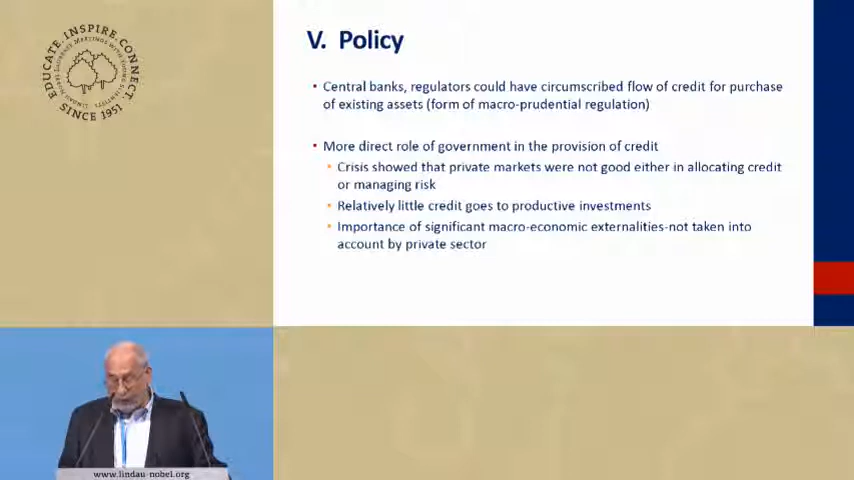 EDUCATE. INSPIRE. CONNECT.
SINCE 1951
V. Policy
• Central banks, regulators could have circumscribed flow of credit for purchase
of existing assets (form of macro-prudential regulation)
• More direct role of government in the provision of credit
• Crisis showed that private markets were not good either in allocating credit
or managing risk
• Relatively little credit goes to productive investments
• Importance of significant macro-economic externalities-not taken into
account by private sector
www.lindau-nobel.org